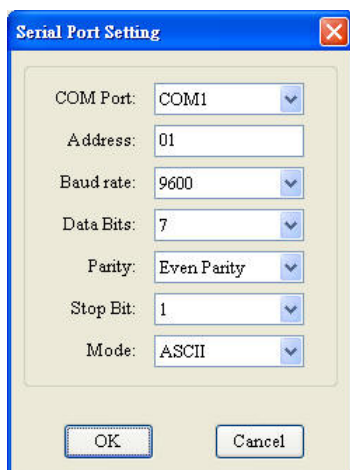 Serial Port Setting
COM Port: COM1
Address: 01
Baud rate: 9600
Data Bits: 7
Parity: Even Parity
Stop Bit: 1
Mode: ASCII
OK Cancel